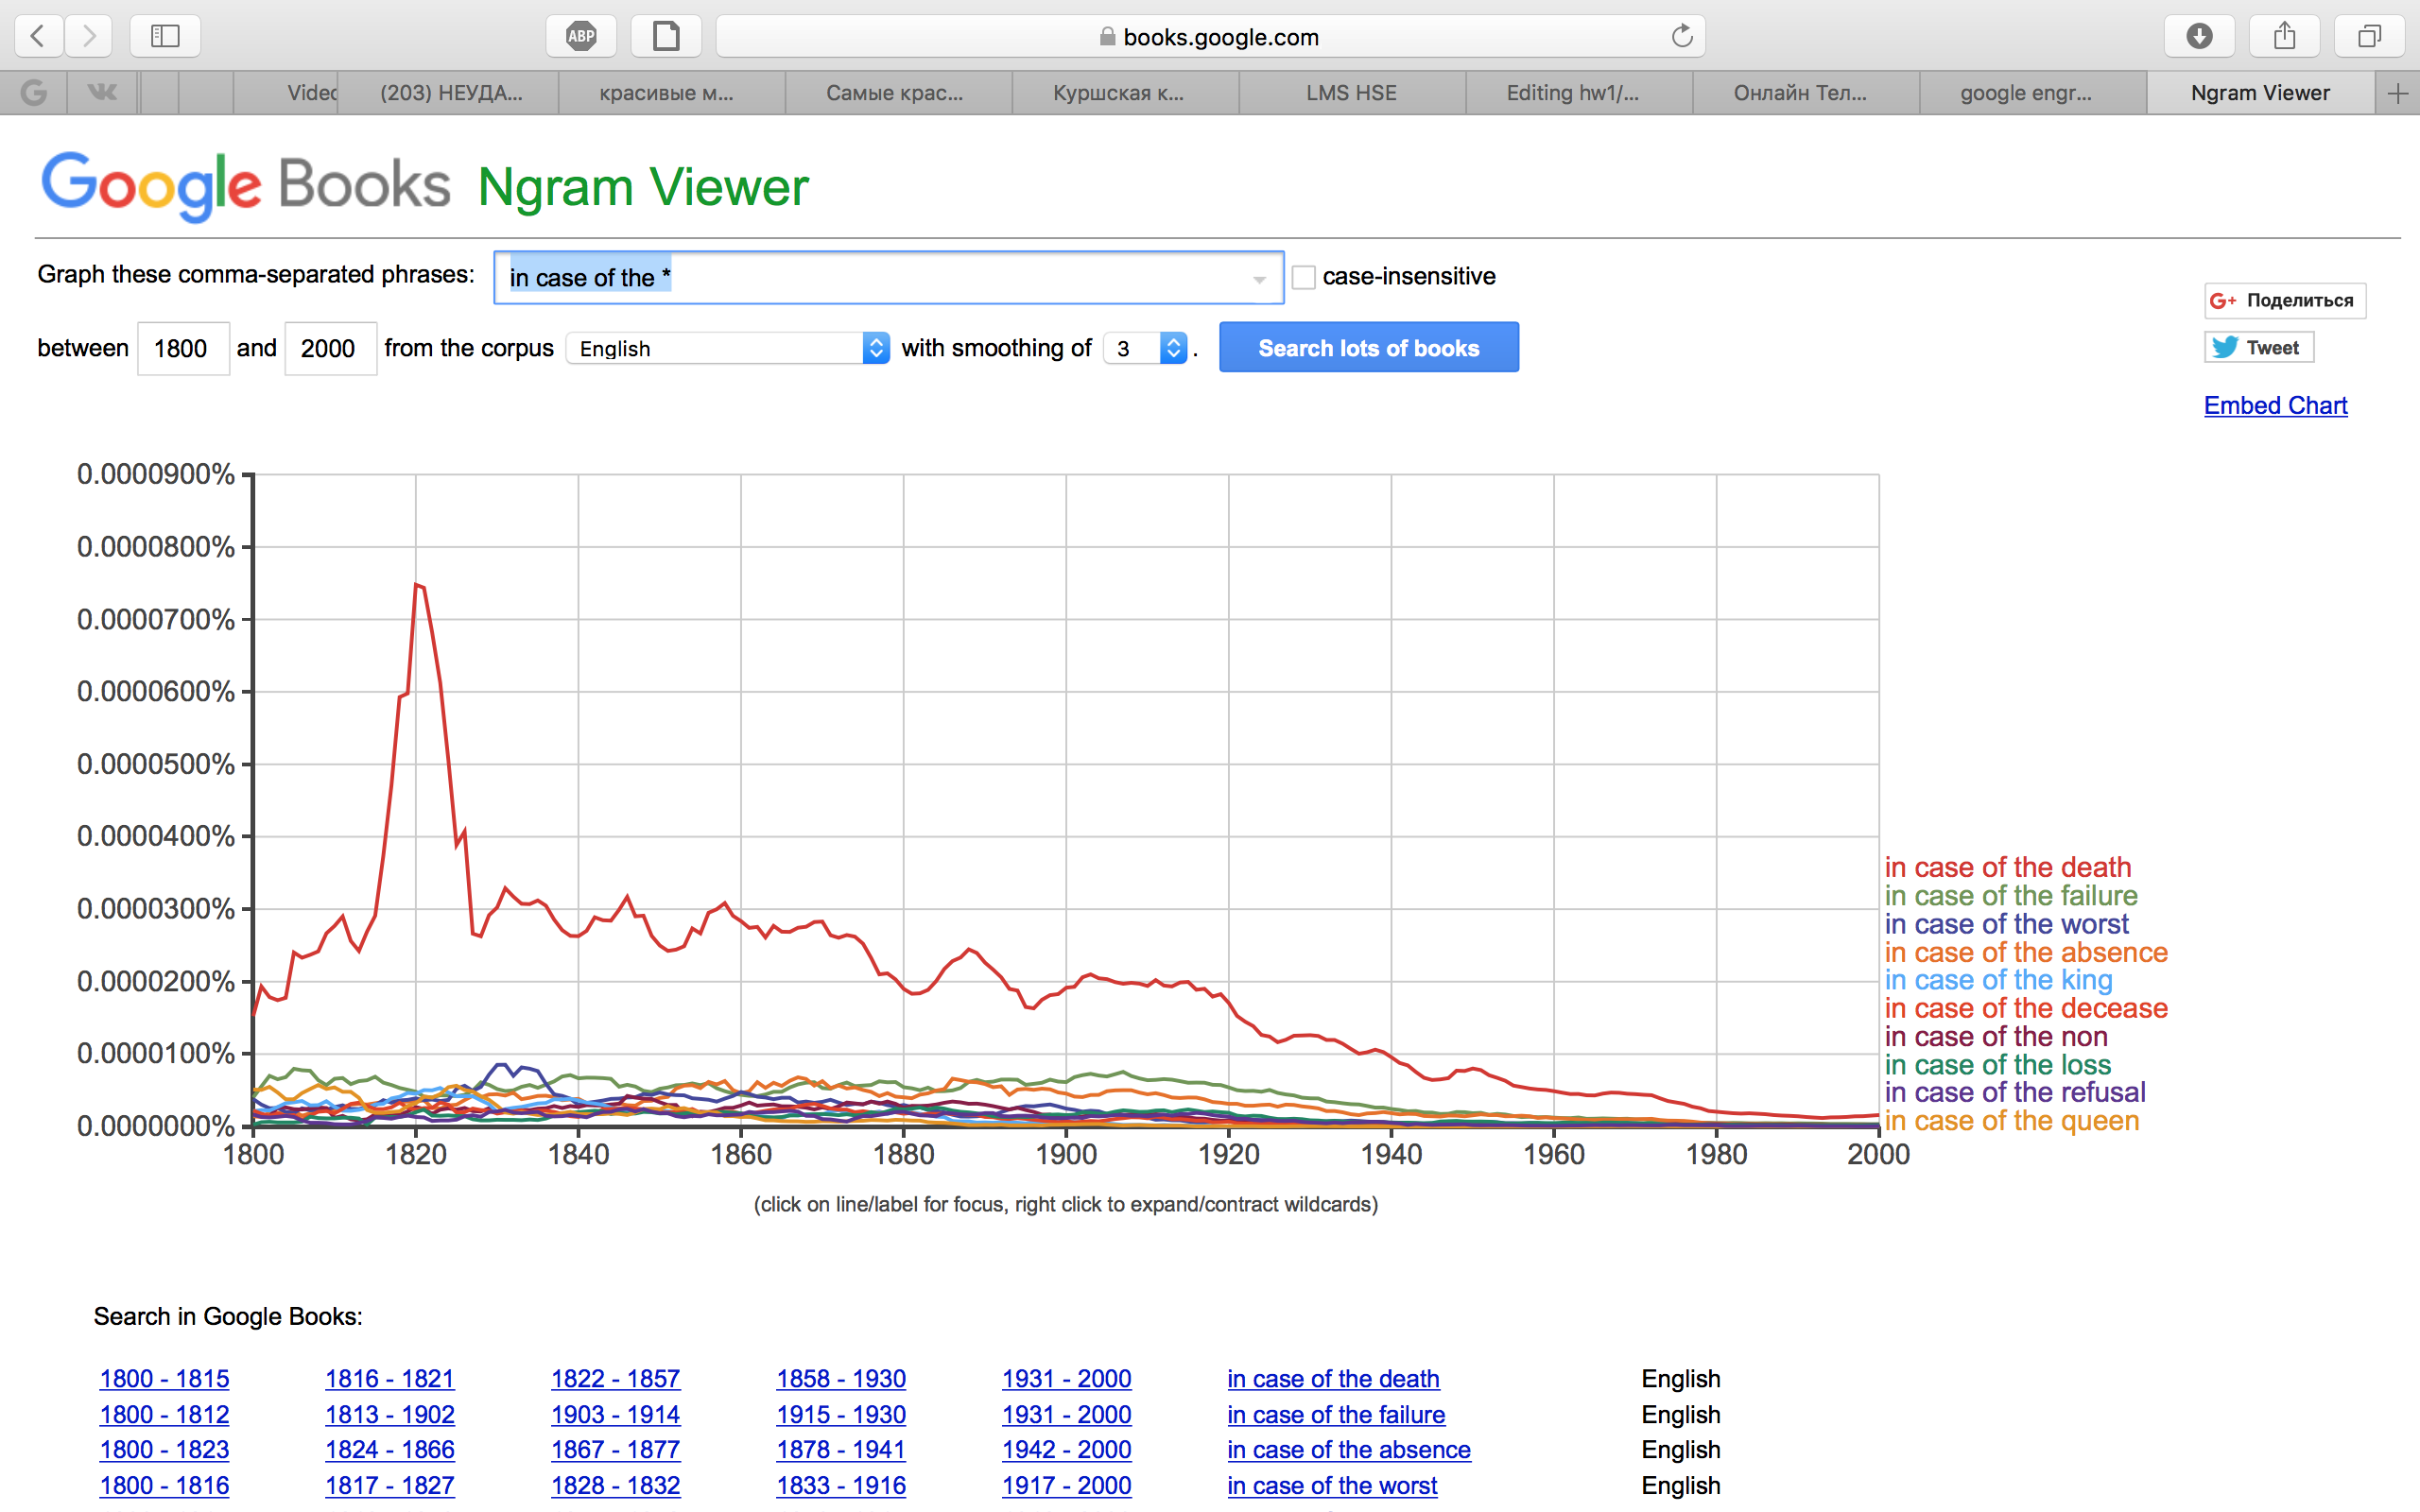 ABP
books.google.com
Video
(203) НЕУДА...
красивые м...
Самые крас...
Куршская к...
LMS HSE
Editing hw1/...
Онлайн Тел...
google engr...
Ngram Viewer
Google Books Ngram Viewer
Graph these comma-separated phrases: in case of the * case-insensitive
G+ Поделиться
between 1800 and 2000 from the corpus English with smoothing of 3 . Search lots of books
Tweet
Embed Chart
0.0000900%
0.0000800%
0.0000700%
0.0000600%
0.0000500%
0.0000400%
0.0000300%
0.0000200%
0.0000100%
0.0000000%
in case of the death
in case of the failure
in case of the worst
in case of the absence
in case of the king
in case of the decease
in case of the non
in case of the loss
in case of the refusal
in case of the queen
1800 1820 1840 1860 1880 1900 1920 1940 1960 1980 2000
(click on line/label for focus, right click to expand/contract wildcards)
Search in Google Books:
1800 - 1815 1816 - 1821 1822 - 1857 1858 - 1930 1931 - 2000 in case of the death English
1800 - 1812 1813 - 1902 1903 - 1914 1915 - 1930 1931 - 2000 in case of the failure English
1800 - 1823 1824 - 1866 1867 - 1877 1878 - 1941 1942 - 2000 in case of the absence English
1800 - 1816 1817 - 1827 1828 - 1832 1833 - 1916 1917 - 2000 in case of the worst English